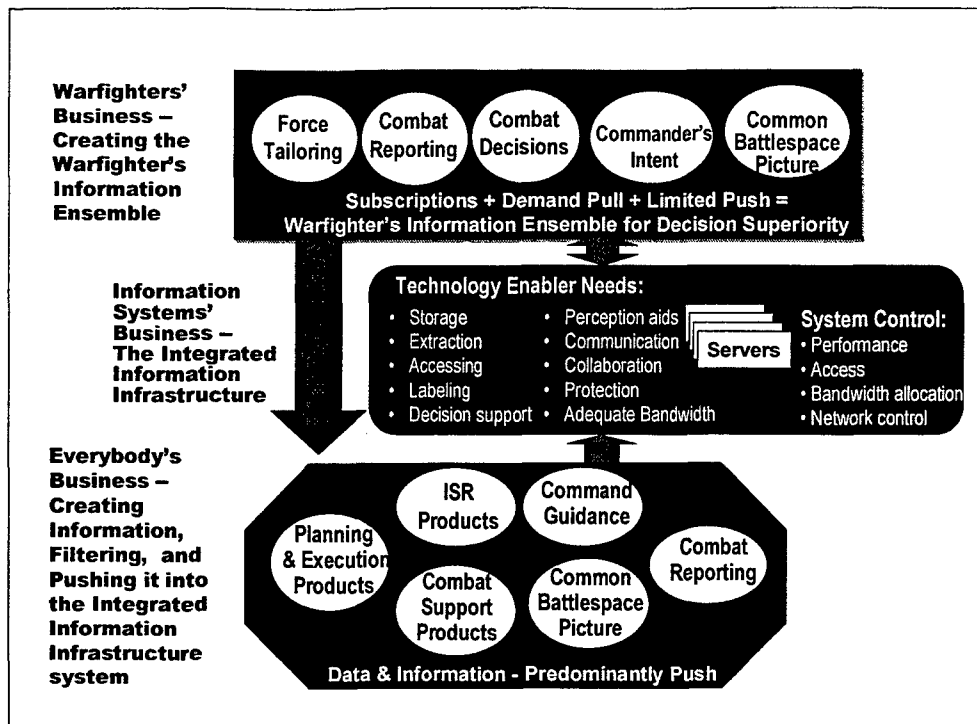 Warfighters'
Business –
Creating the
Warfighter's
Information
Ensemble
Force
Tailoring
Combat
Reporting
Combat
Decisions
Commander's
Intent
Common
Battlespace
Picture
Subscriptions + Demand Pull + Limited Push =
Warfighter's Information Ensemble for Decision Superiority
Information
Systems'
Business –
The Integrated
Information
Infrastructure
Technology Enabler Needs:
• Storage
• Extraction
• Accessing
• Labeling
• Decision support
• Perception aids
• Communication
• Collaboration
• Protection
• Adequate Bandwidth
Servers
System Control:
• Performance
• Access
• Bandwidth allocation
• Network control
Everybody's
Business –
Creating
Information,
Filtering, and
Pushing it into
the Integrated
Information
Infrastructure
system
Planning
& Execution
Products
ISR
Products
Command
Guidance
Combat
Support
Products
Common
Battlespace
Picture
Combat
Reporting
Data & Information - Predominantly Push